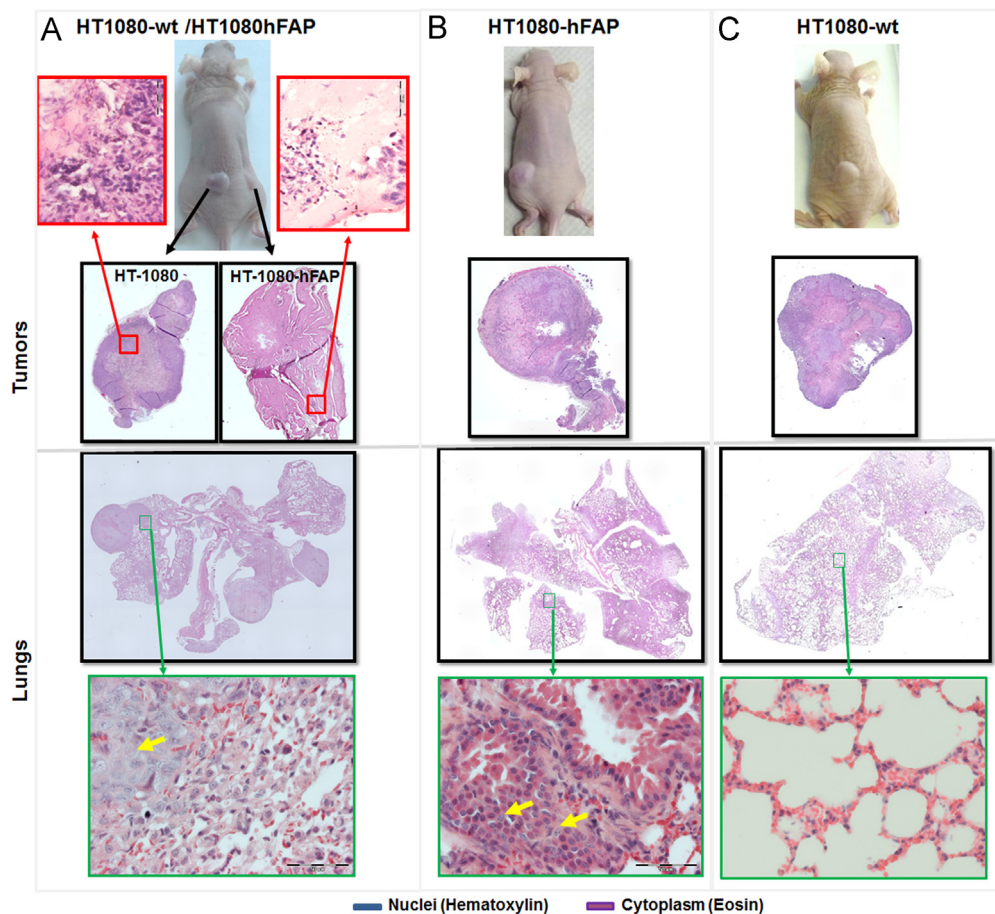 A HT1080-wt /HT1080hFAP
B HT1080-hFAP
C HT1080-wt
HT-1080
HT-1080-hFAP
Tumors
Lungs
Nuclei (Hematoxylin)
Cytoplasm (Eosin)